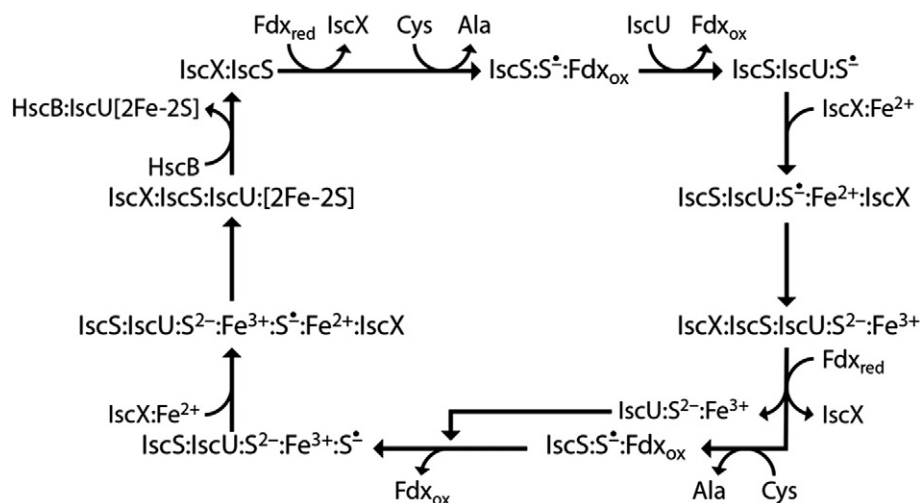 Fdxred IscX Cys Ala IscU Fdxox
IscX:IscS IscS:S•–:Fdxox IscS:IscU:S•–
HscB:IscU[2Fe-2S] IscX:Fe²⁺
HscB
IscX:IscS:IscU:[2Fe-2S] IscS:IscU:S•–:Fe²⁺:IscX
IscS:IscU:S²⁻:Fe³⁺:S•–:Fe²⁺:IscX IscX:IscS:IscU:S²⁻:Fe³⁺
Fdxred
IscX:Fe²⁺ IscU:S²⁻:Fe³⁺ IscX
IscS:IscU:S²⁻:Fe³⁺:S•– IscS:S•–:Fdxox
Fdxox Ala Cys